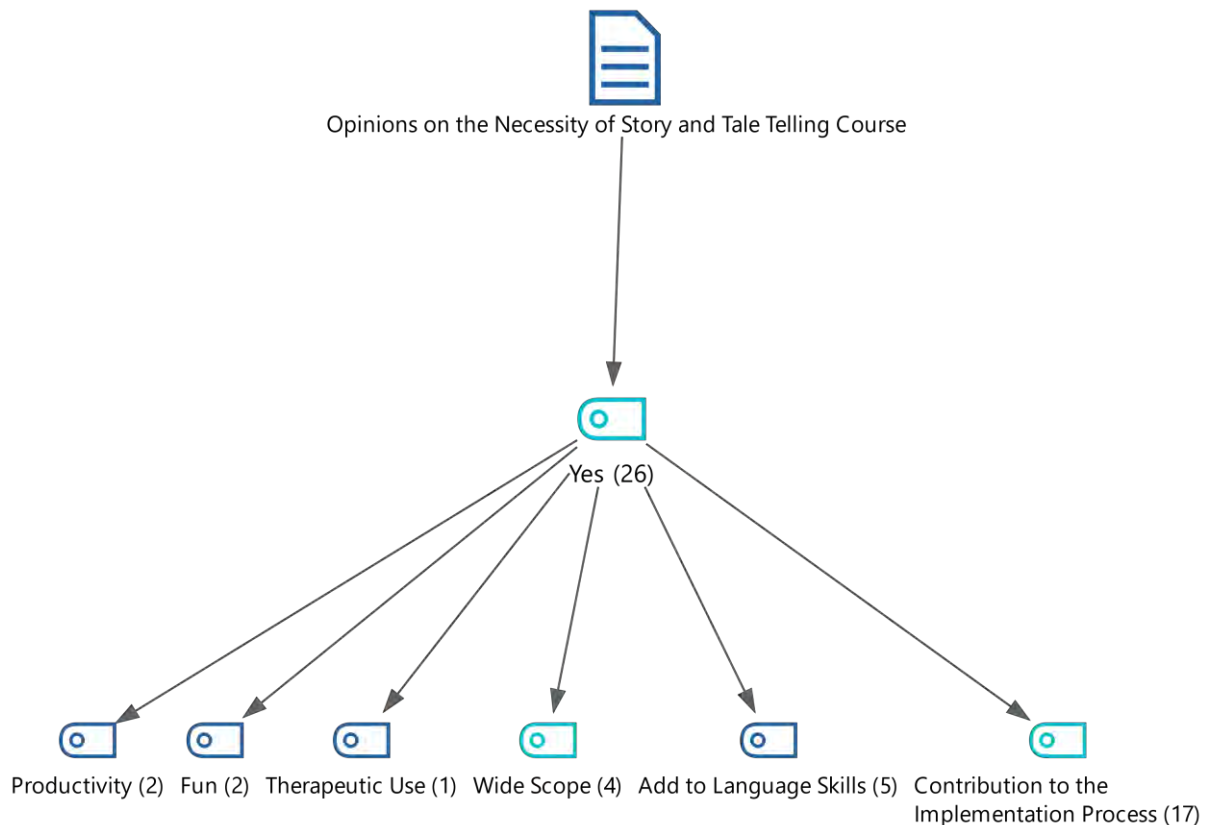 Opinions on the Necessity of Story and Tale Telling Course
Yes (26)
Productivity (2)
Fun (2)
Therapeutic Use (1)
Wide Scope (4)
Add to Language Skills (5)
Contribution to the
Implementation Process (17)